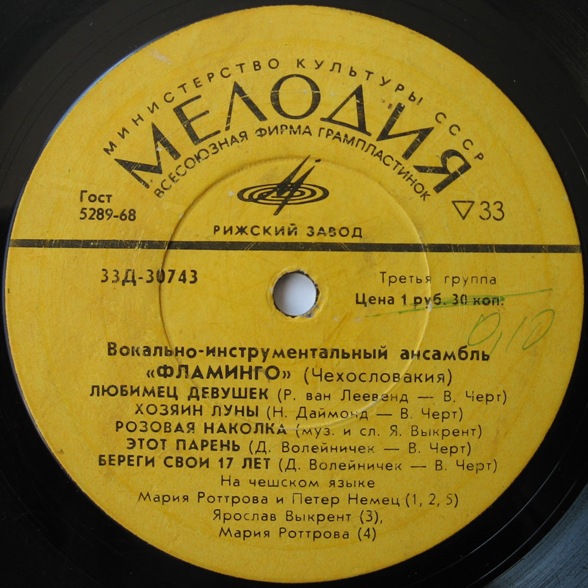 МИНИСТЕРСТВО КУЛЬТУРЫ СССР
МЕЛОДИЯ
ВСЕСОЮЗНАЯ ФИРМА ГРАМПЛАСТИНОК
Гост
5289-68
▽33
РИЖСКИЙ ЗАВОД
33Д-30743
Третья группа
Цена 1 руб. 30 коп.
0,10
Вокально-инструментальный ансамбль
«ФЛАМИНГО» (Чехословакия)
ЛЮБИМЕЦ ДЕВУШЕК (Р. ван Леевенд — В. Черт)
ХОЗЯИН ЛУНЫ (Н. Даймонд — В. Черт)
РОЗОВАЯ НАКОЛКА (муз. и сл. Я. Выкрент)
ЭТОТ ПАРЕНЬ (Д. Волейничек — В. Черт)
БЕРЕГИ СВОИ 17 ЛЕТ (Д. Волейничек — В. Черт)
На чешском языке
Мария Роттрова и Петер Немец (1, 2, 5)
Ярослав Выкрент (3),
Мария Роттрова (4)